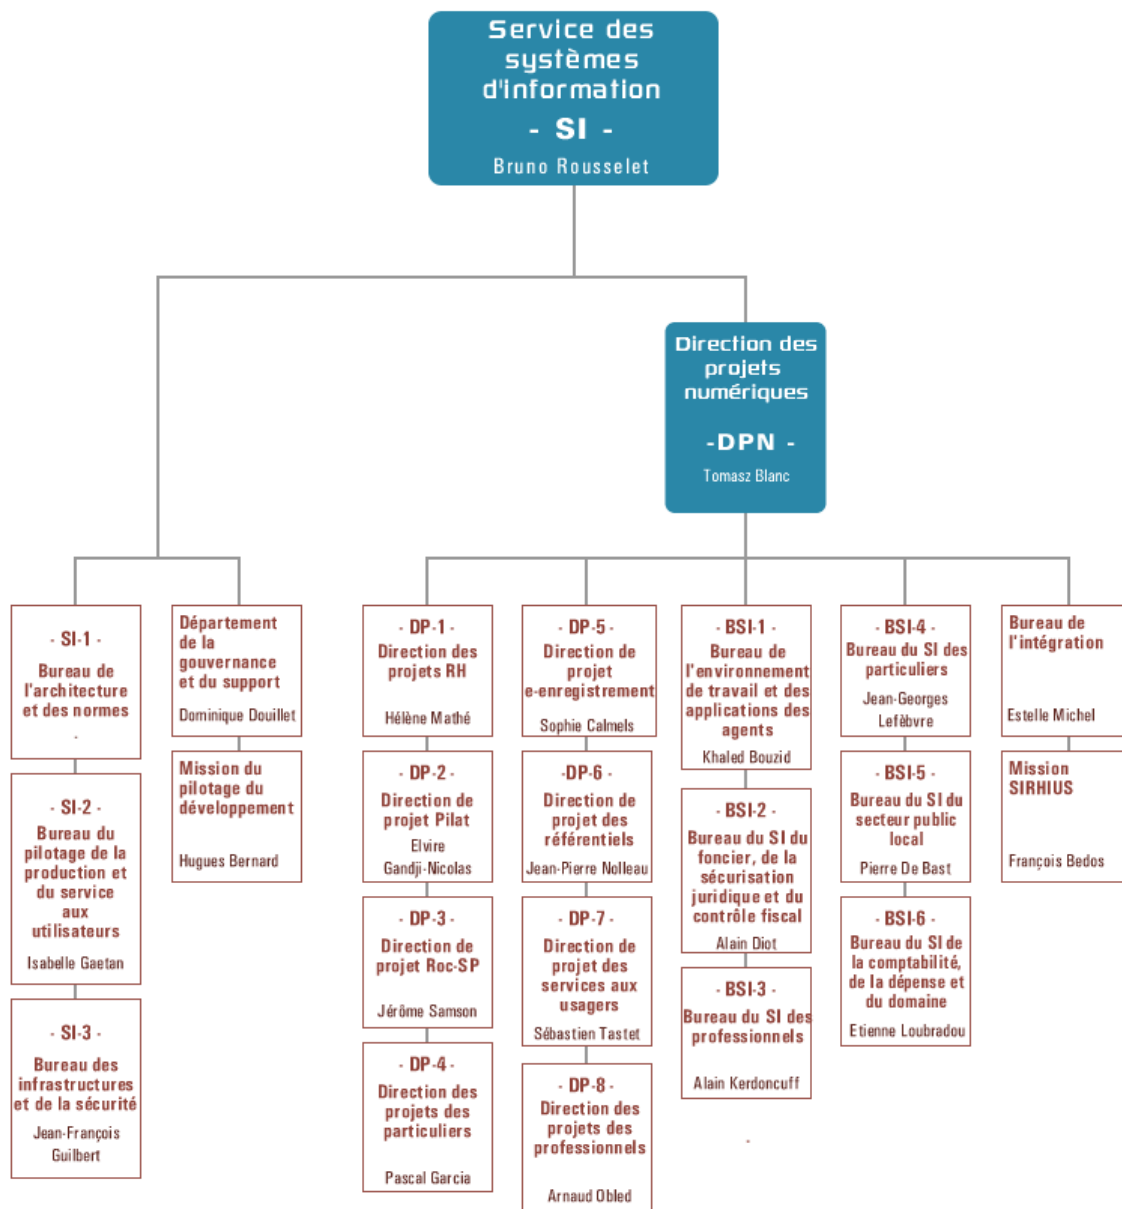 Service des
systèmes
d'information
- SI -
Bruno Rousselet
Direction des
projets
numériques
-DPN -
Tomasz Blanc
- SI-1 -
Bureau de
l'architecture
et des normes
.
- SI-2 -
Bureau du
pilotage de la
production et
du service
aux
utilisateurs
Isabelle Gaetan
- SI-3 -
Bureau des
infrastructures
et de la sécurité
Jean-François
Guilbert
Département
de la
gouvernance
et du support
Dominique Douillet
Mission du
pilotage du
développement
Hugues Bernard
- DP-1 -
Direction des
projets RH
Hélène Mathé
- DP-2 -
Direction de
projet Pilat
Elvire
Gandji-Nicolas
- DP-3 -
Direction de
projet Roc-SP
Jérôme Samson
- DP-4 -
Direction des
projets des
particuliers
Pascal Garcia
- DP-5 -
Direction de
projet
e-enregistrement
Sophie Calmels
-DP-6 -
Direction de
projet des
référentiels
Jean-Pierre Nolleau
- DP-7 -
Direction de
projet des
services aux
usagers
Sébastien Tastet
- DP-8 -
Direction des
projets des
professionnels
Arnaud Obled
- BSI-1 -
Bureau de
l'environnement
de travail et des
applications des
agents
Khaled Bouzid
- BSI-2 -
Bureau du SI du
foncier, de la
sécurisation
juridique et du
contrôle fiscal
Alain Diot
- BSI-3 -
Bureau du SI des
professionnels
Alain Kerdoncuff
.
- BSI-4 -
Bureau du SI des
particuliers
Jean-Georges
Lefèbvre
- BSI-5 -
Bureau du SI du
secteur public
local
Pierre De Bast
- BSI-6 -
Bureau du SI de
la comptabilité,
de la dépense et
du domaine
Etienne Loubradou
Bureau de
l'intégration
Estelle Michel
Mission
SIRHIUS
François Bedos